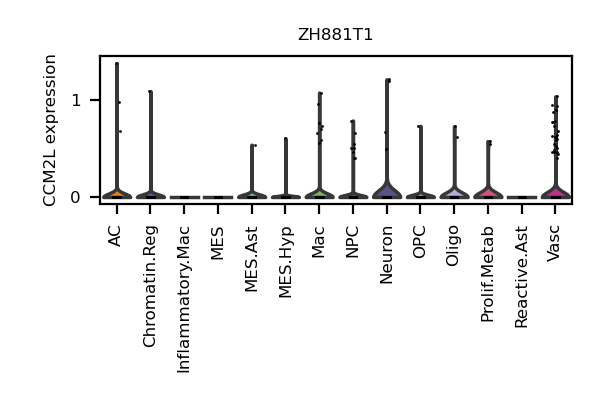 ZH881T1
CCM2L expression
1
0
AC
Chromatin.Reg
Inflammatory.Mac
MES
MES.Ast
MES.Hyp
Mac
NPC
Neuron
OPC
Oligo
Prolif.Metab
Reactive.Ast
Vasc